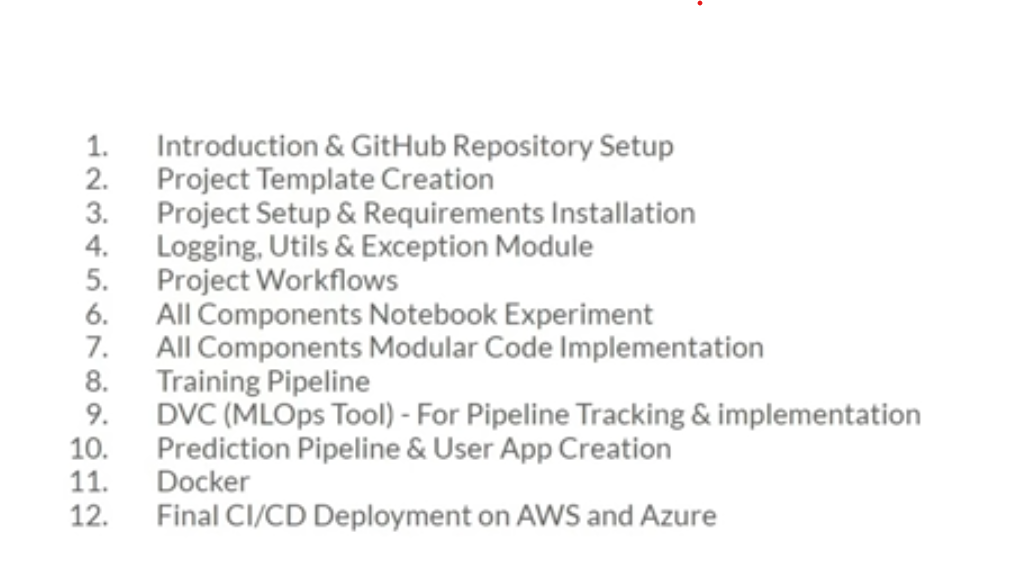 1. Introduction & GitHub Repository Setup
2. Project Template Creation
3. Project Setup & Requirements Installation
4. Logging, Utils & Exception Module
5. Project Workflows
6. All Components Notebook Experiment
7. All Components Modular Code Implementation
8. Training Pipeline
9. DVC (MLOps Tool) - For Pipeline Tracking & implementation
10. Prediction Pipeline & User App Creation
11. Docker
12. Final CI/CD Deployment on AWS and Azure